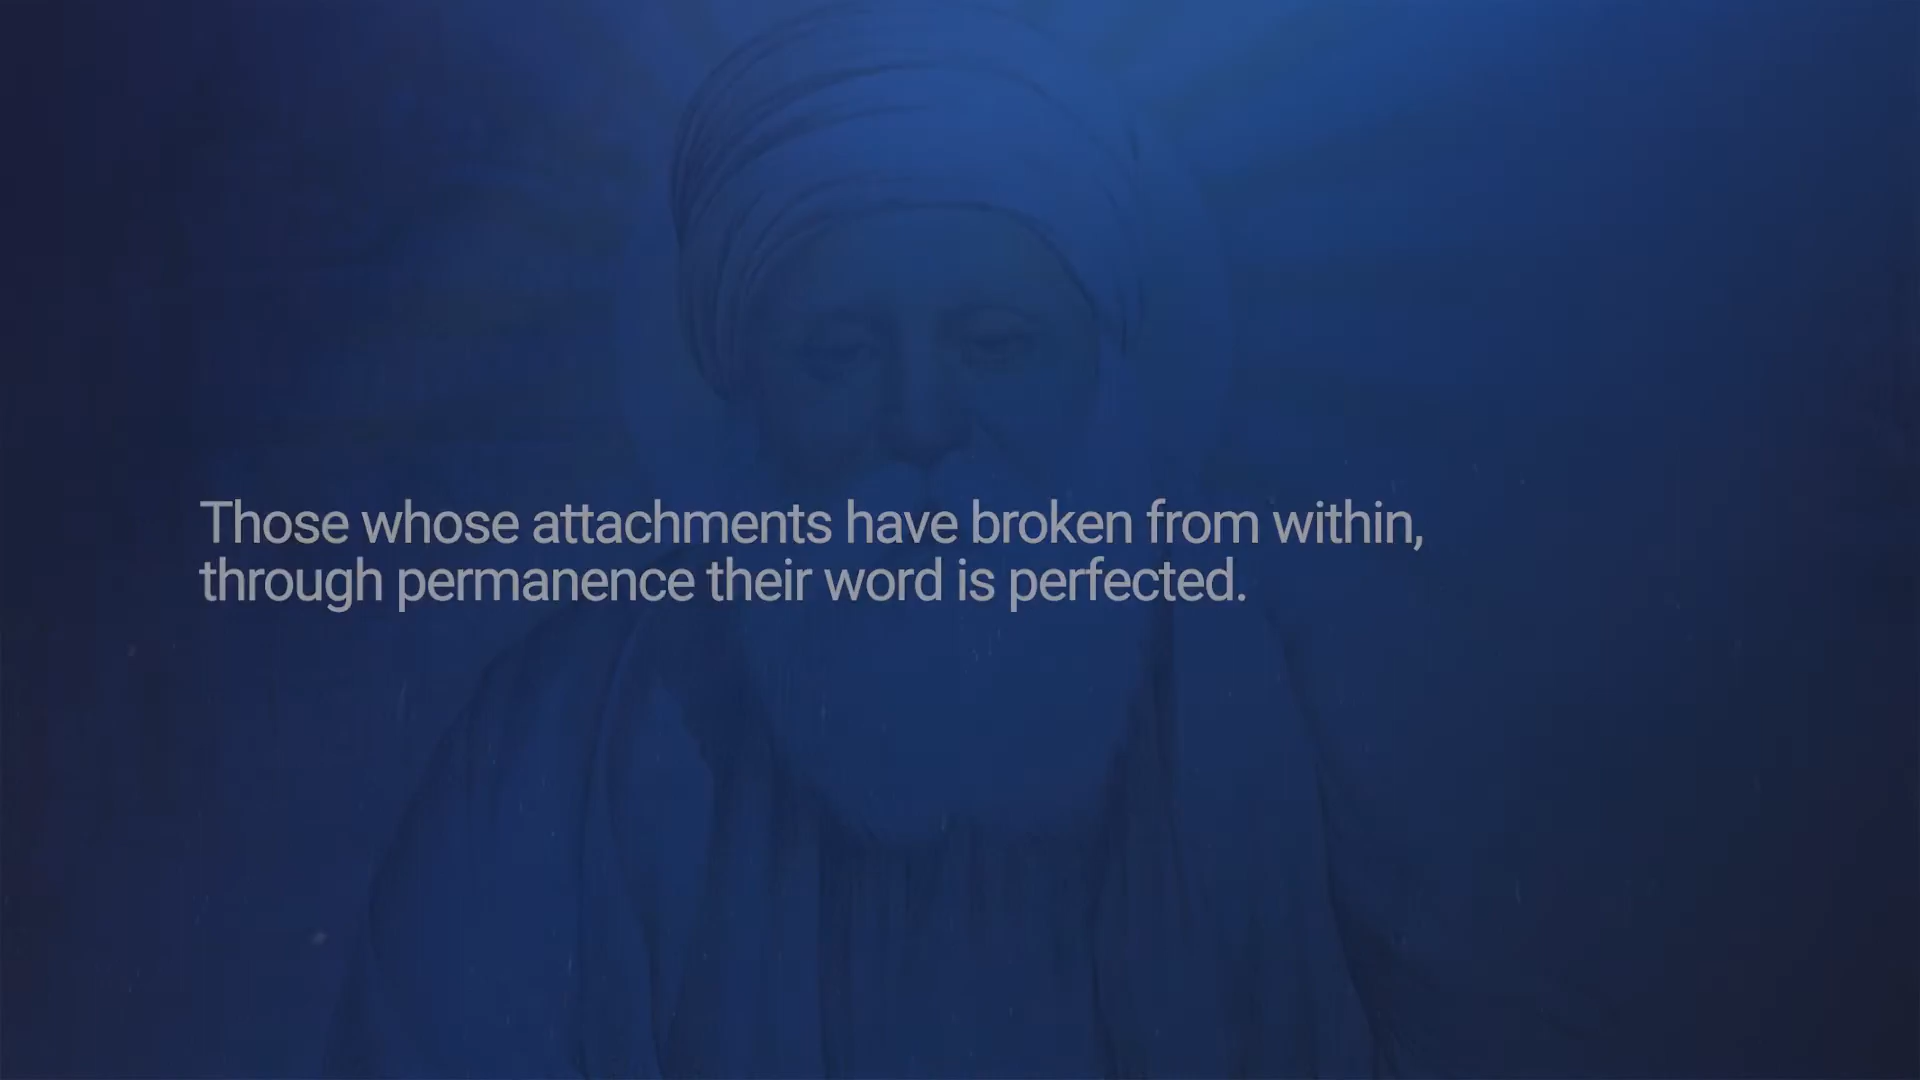 Those whose attachments have broken from within,
through permanence their word is perfected.